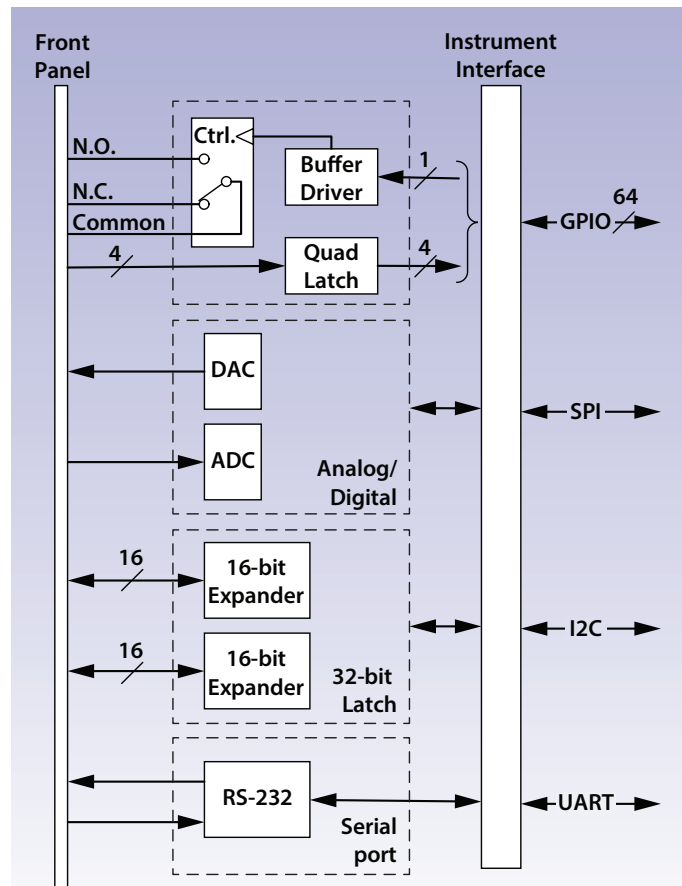 Front
Panel
Instrument
Interface
Ctrl.
N.O.
N.C.
Common
Buffer
Driver
1
4
Quad
Latch
4
64
GPIO
DAC
ADC
Analog/
Digital
SPI
16
16-bit
Expander
16
16-bit
Expander
32-bit
Latch
I2C
RS-232
Serial
port
UART